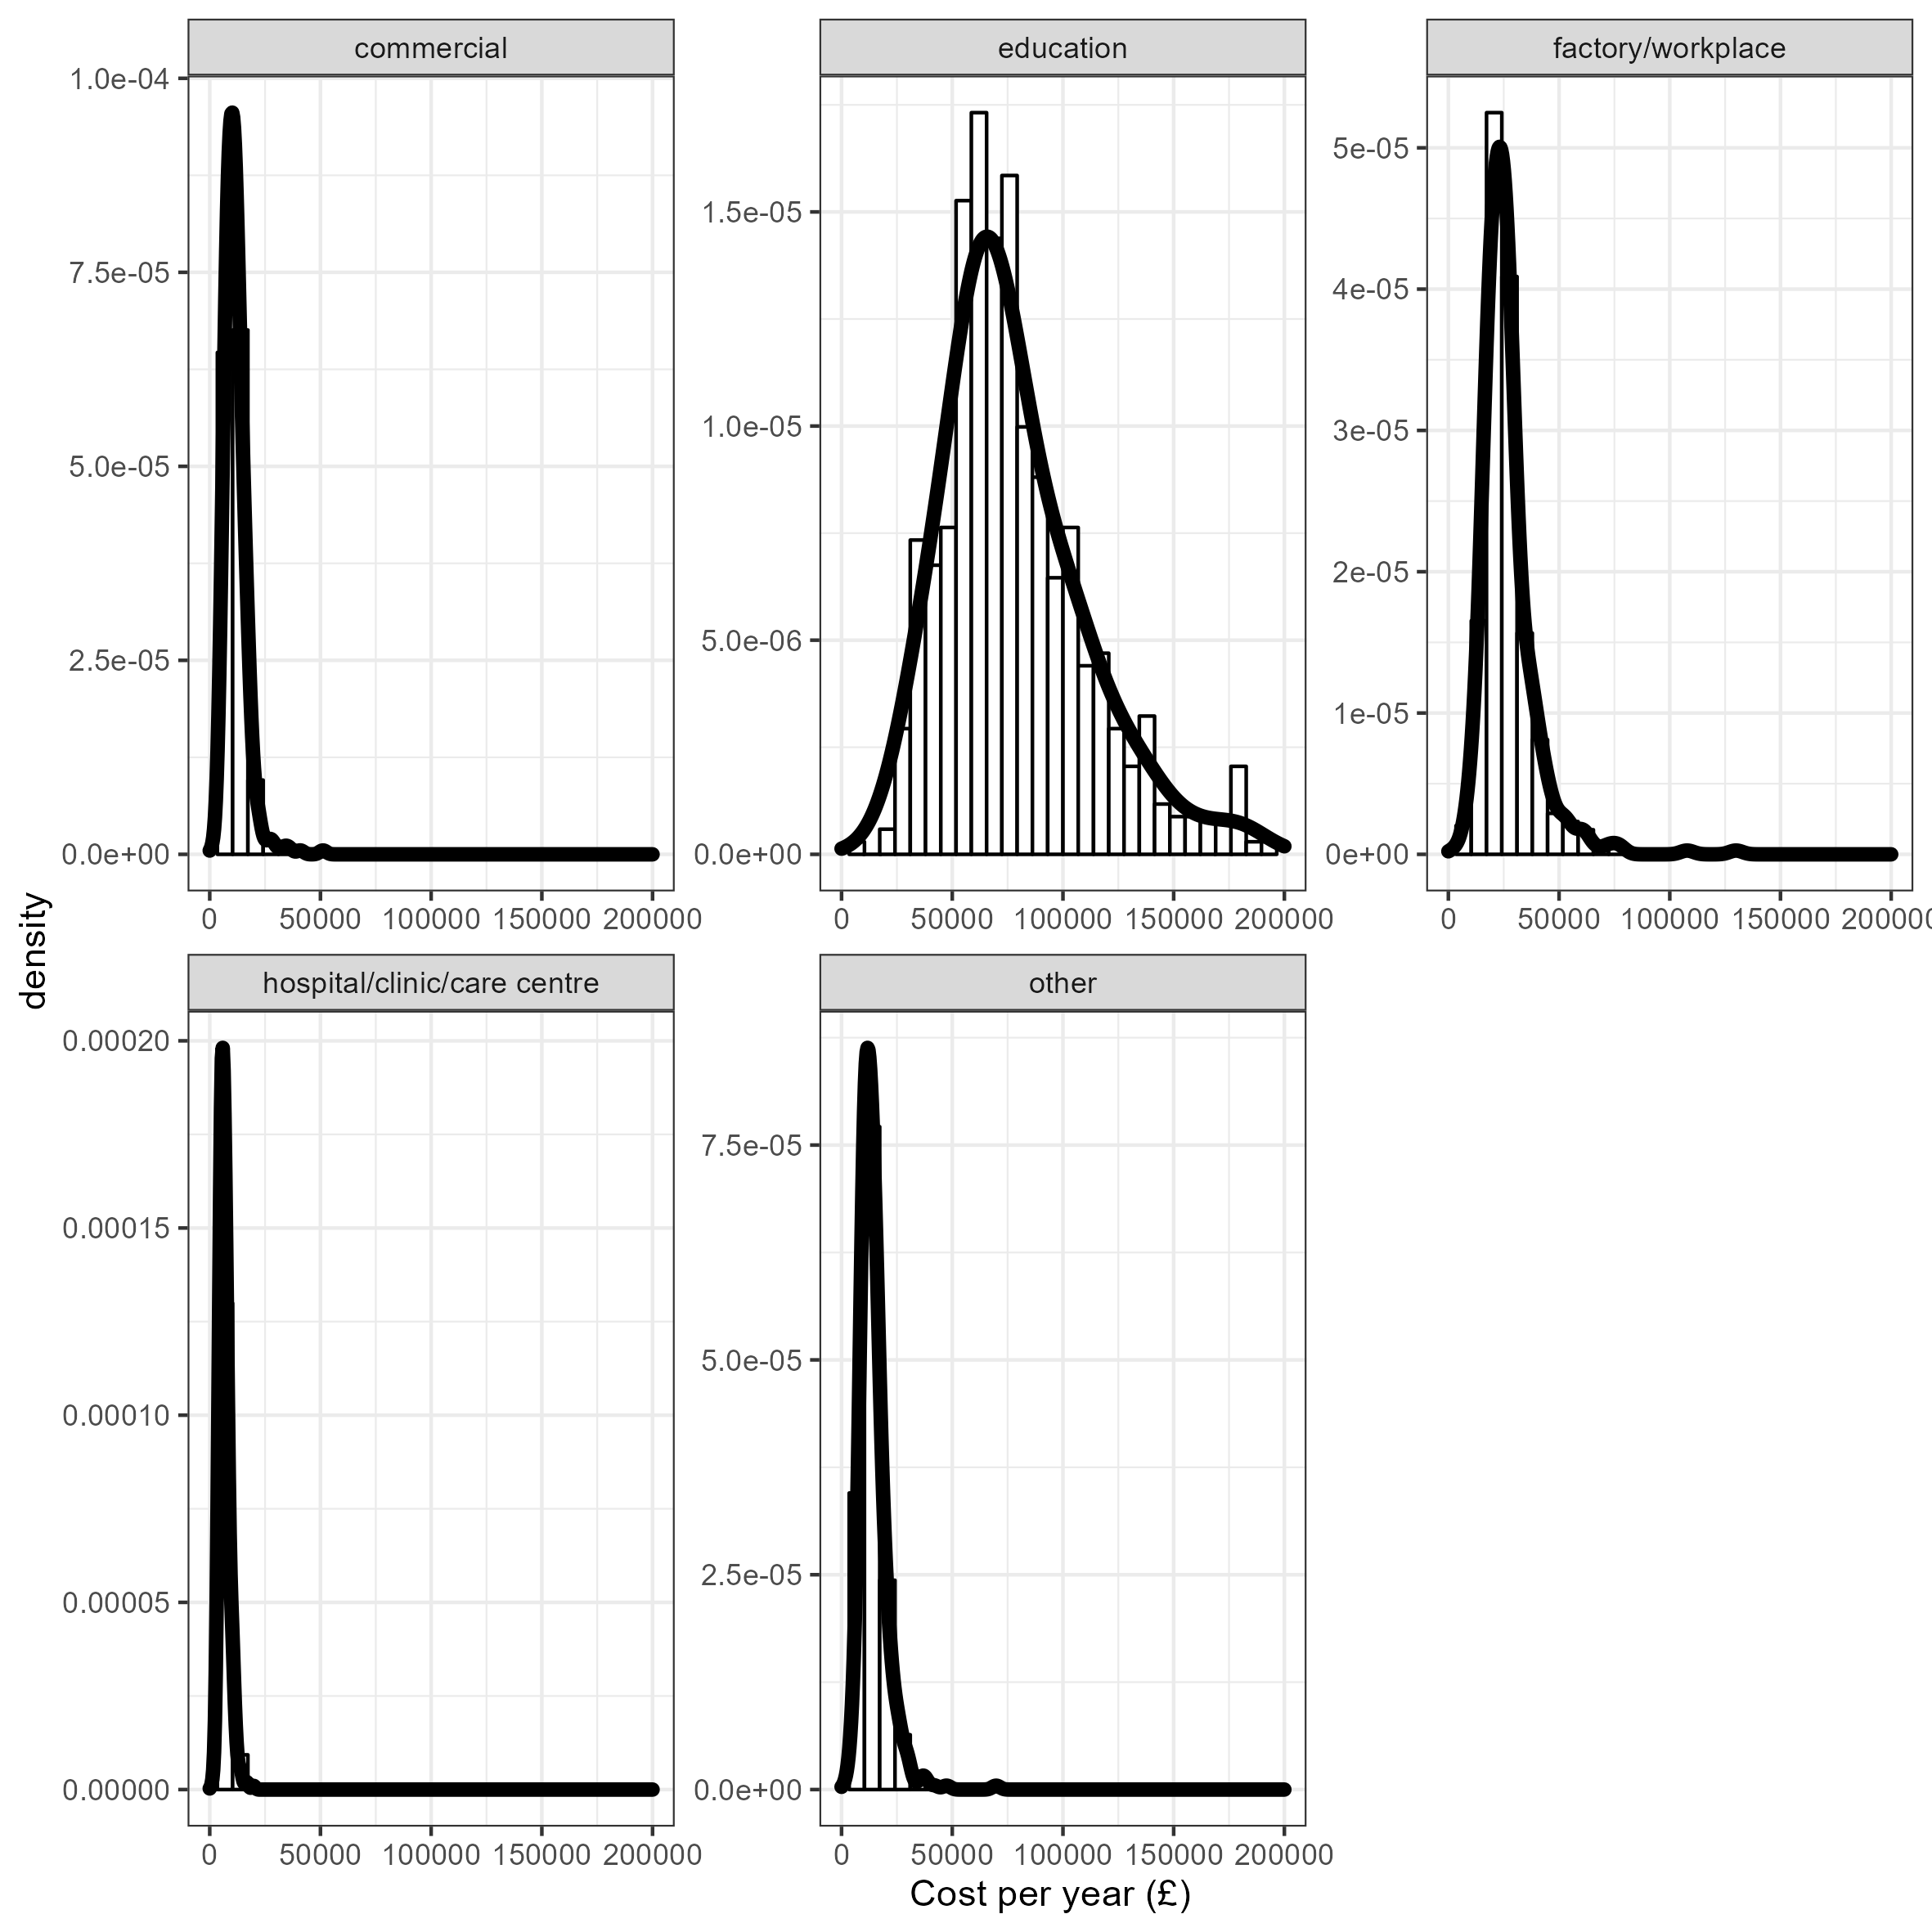 commercial
education
factory/workplace
1.0e-04
7.5e-05
5.0e-05
2.5e-05
0.0e+00
1.5e-05
1.0e-05
5.0e-06
0.0e+00
5e-05
4e-05
3e-05
2e-05
1e-05
0e+00
0 50000 100000 150000 200000
0 50000 100000 150000 200000
0 50000 100000 150000 200000
density
hospital/clinic/care centre
other
0.00020
0.00015
0.00010
0.00005
0.00000
7.5e-05
5.0e-05
2.5e-05
0.0e+00
0 50000 100000 150000 200000
0 50000 100000 150000 200000
Cost per year (£)